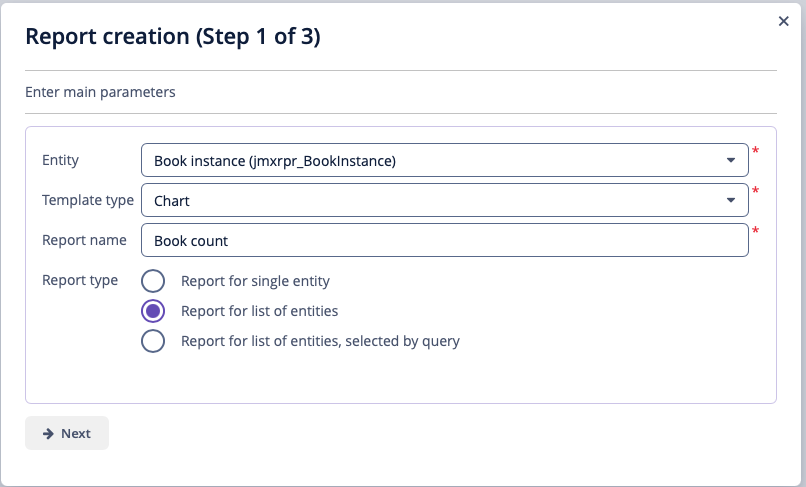 Report creation (Step 1 of 3)
Enter main parameters
Entity Book instance (jmxrpr_BookInstance) *
Template type Chart *
Report name Book count *
Report type Report for single entity
Report for list of entities
Report for list of entities, selected by query
Next